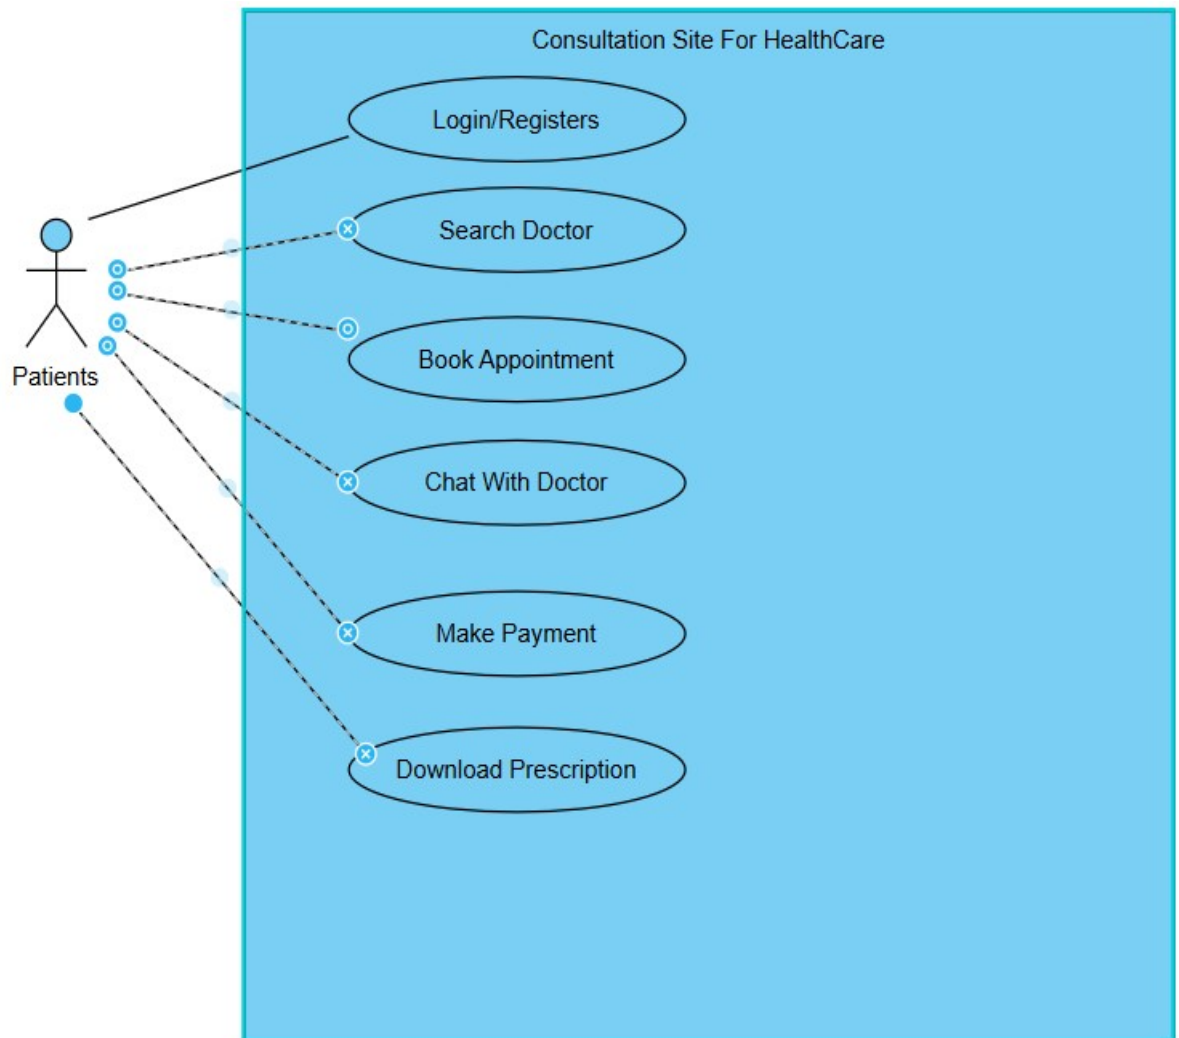 Consultation Site For HealthCare
Login/Registers
Search Doctor
Book Appointment
Patients
Chat With Doctor
Make Payment
Download Prescription